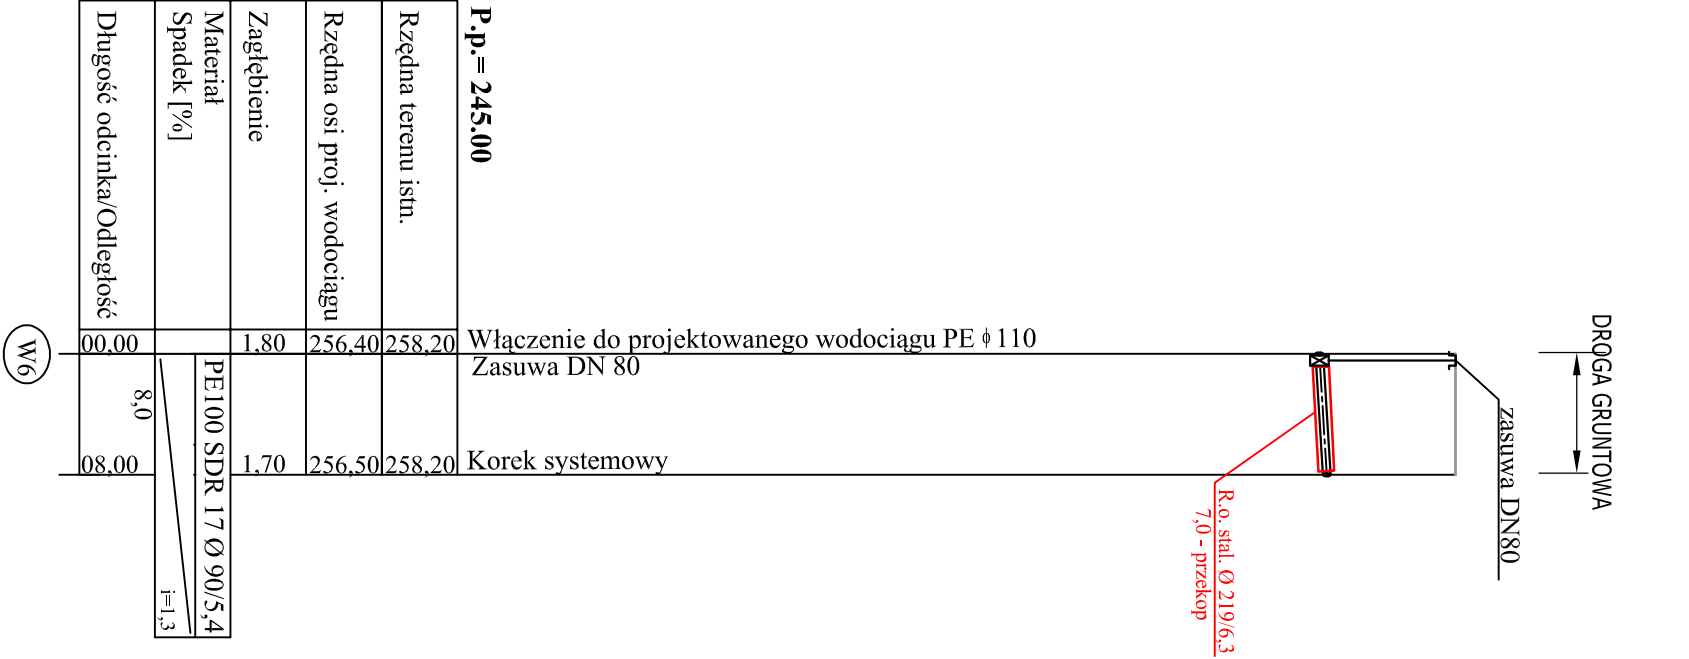 DROGA GRUNTOWA
zasuwa DN80
R.o. stal. Ø 219/6,3
7,0 - przekop
Włączenie do projektowanego wodociągu PE ϕ 110
Zasuwa DN 80
Korek systemowy
P.p.= 245.00
Rzędna terenu istn.
258,20
258,20
Rzędna osi proj. wodociągu
256,40
256,50
Zagłębienie
1,80
1,70
Materiał
PE100 SDR 17 Ø 90/5,4
Spadek [%]
i=1,3
Długość odcinka/Odległość
8,0
00,00
08,00
W6